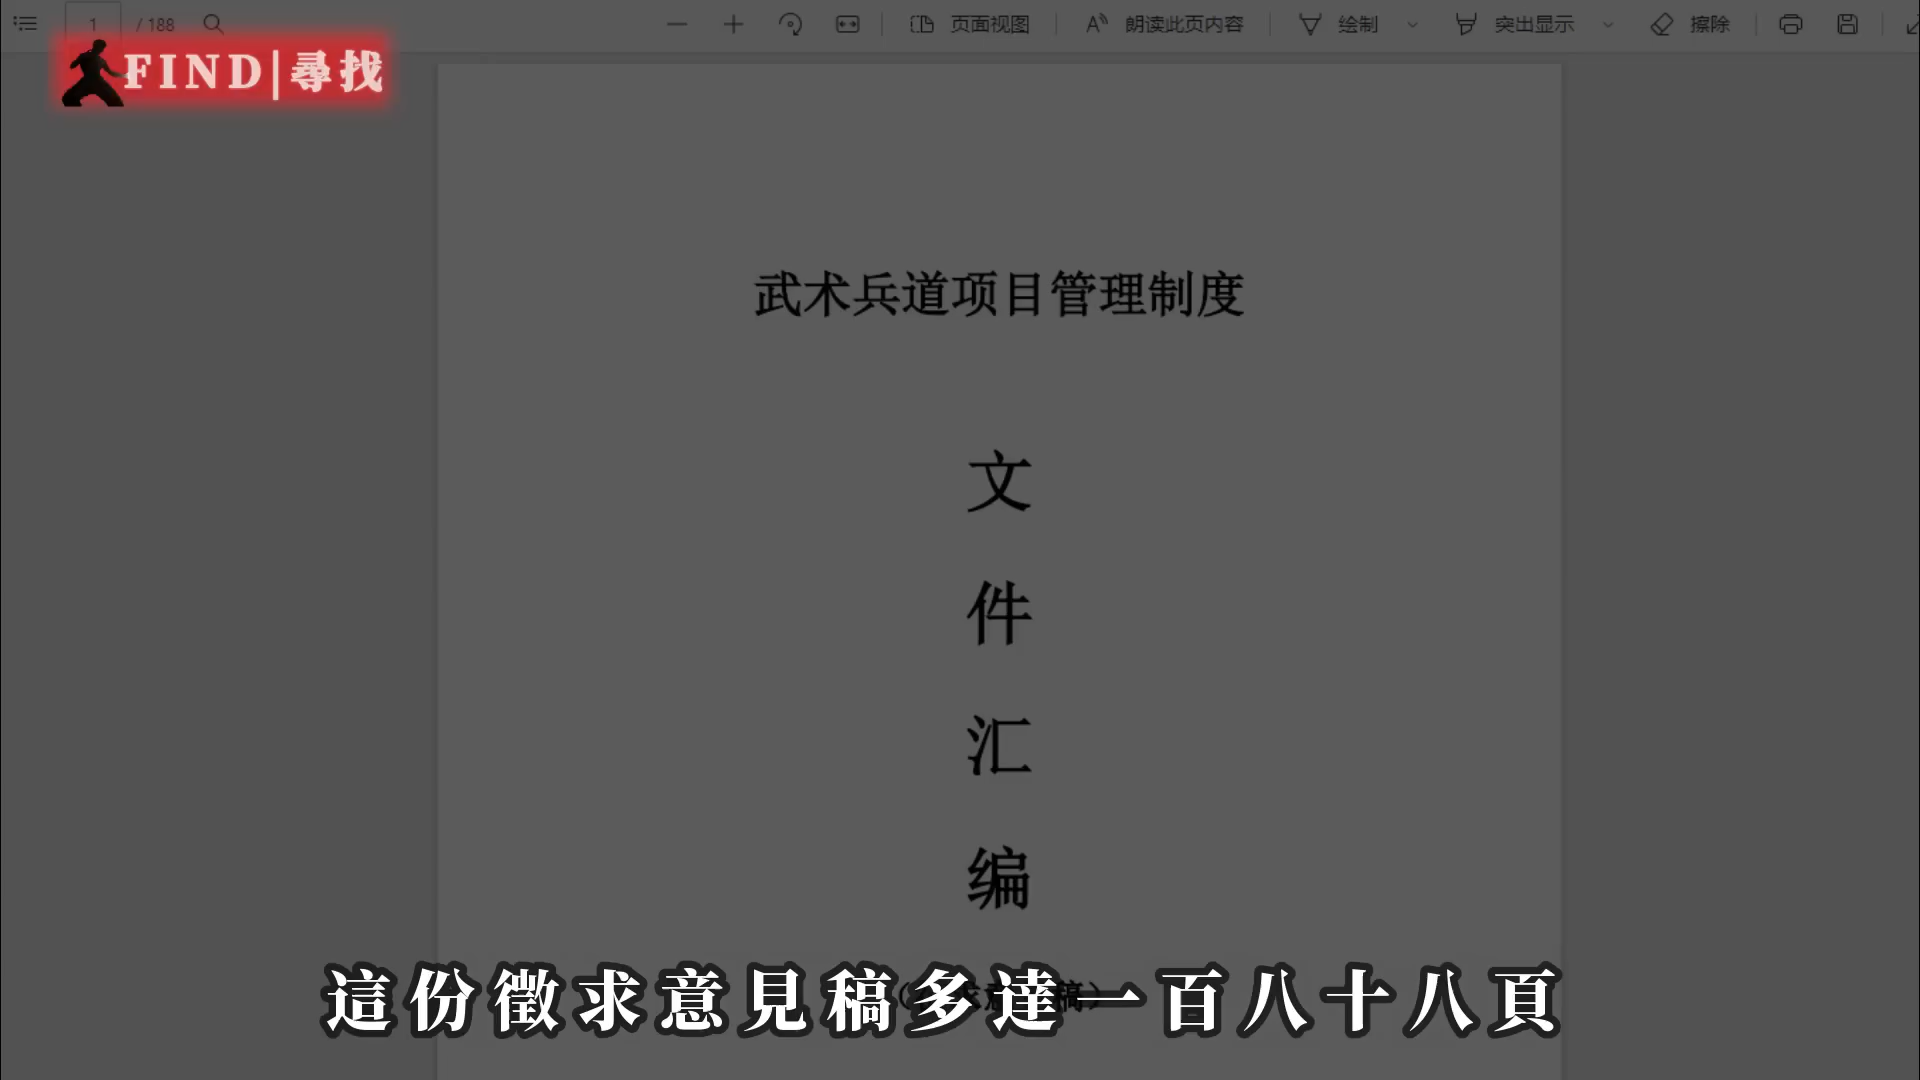 1 / 188 页面视图 朗读此页内容 绘制 突出显示 擦除
FIND|尋找
武术兵道项目管理制度
文
件
汇
编
這份徵求意見稿多達一百八十八頁